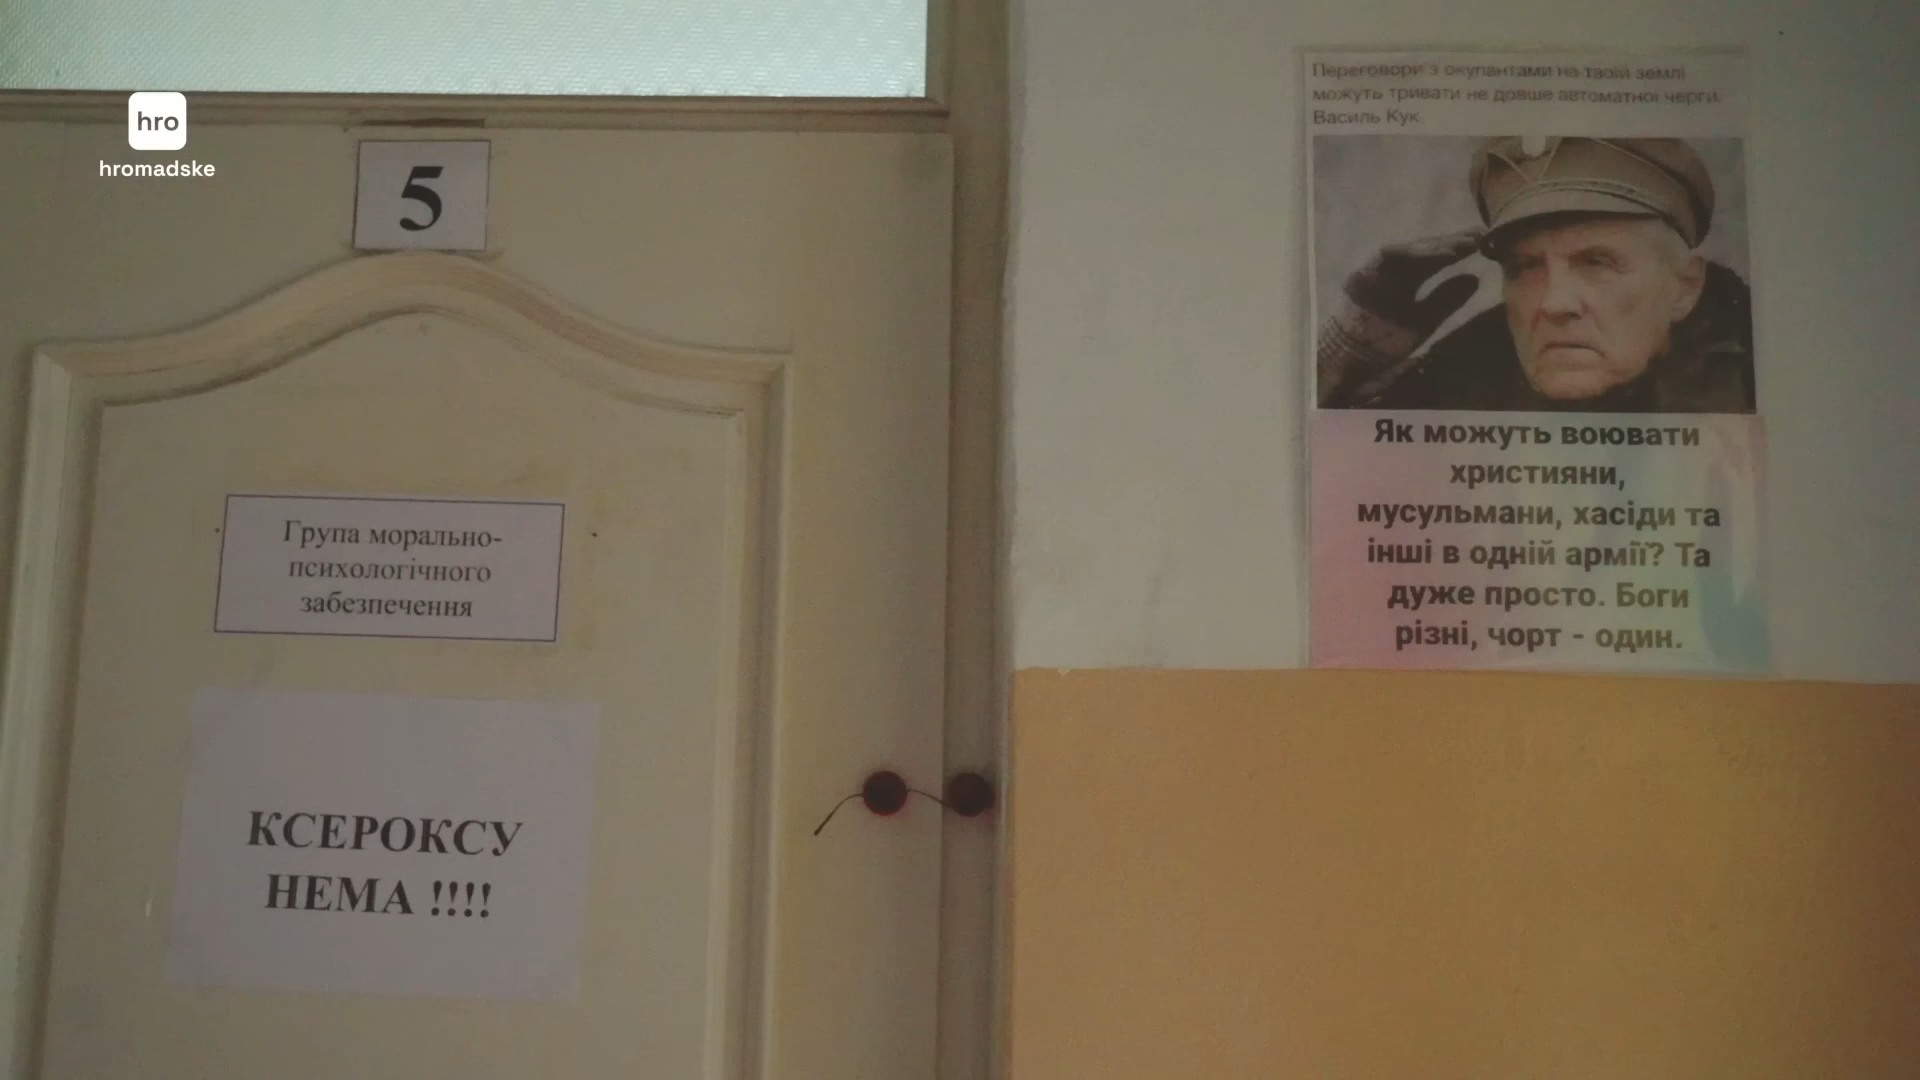 hro
hromadske
5
Група морально-
психологічного
забезпечення
КСЕРОКСУ
НЕМА !!!!
Переговори з окупантами на твоїй землі
можуть тривати не довше автоматної черги.
Василь Кук.
Як можуть воювати
християни,
мусульмани, хасіди та
інші в одній армії? Та
дуже просто. Боги
різні, чорт - один.